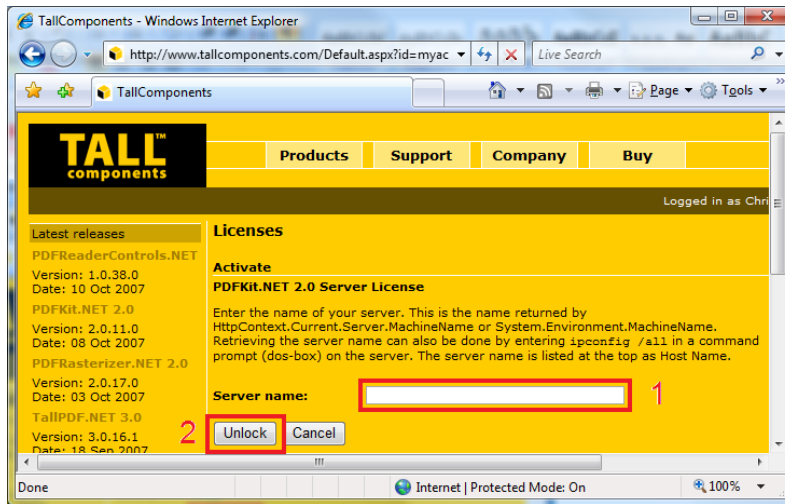 TallComponents - Windows Internet Explorer
http://www.tallcomponents.com/Default.aspx?id=myac
Live Search
TallComponents
Page
Tools
TALL™
components
Products Support Company Buy
Logged in as Chri
Latest releases
PDFReaderControls.NET
Version: 1.0.38.0
Date: 10 Oct 2007
PDFKit.NET 2.0
Version: 2.0.11.0
Date: 08 Oct 2007
PDFRasterizer.NET 2.0
Version: 2.0.17.0
Date: 03 Oct 2007
TallPDF.NET 3.0
Version: 3.0.16.1
Date: 18 Sep 2007
Licenses
Activate
PDFKit.NET 2.0 Server License
Enter the name of your server. This is the name returned by
HttpContext.Current.Server.MachineName or System.Environment.MachineName.
Retrieving the server name can also be done by entering ipconfig /all in a command
prompt (dos-box) on the server. The server name is listed at the top as Host Name.
Server name:
1
2
Unlock Cancel
Done
Internet | Protected Mode: On
100%